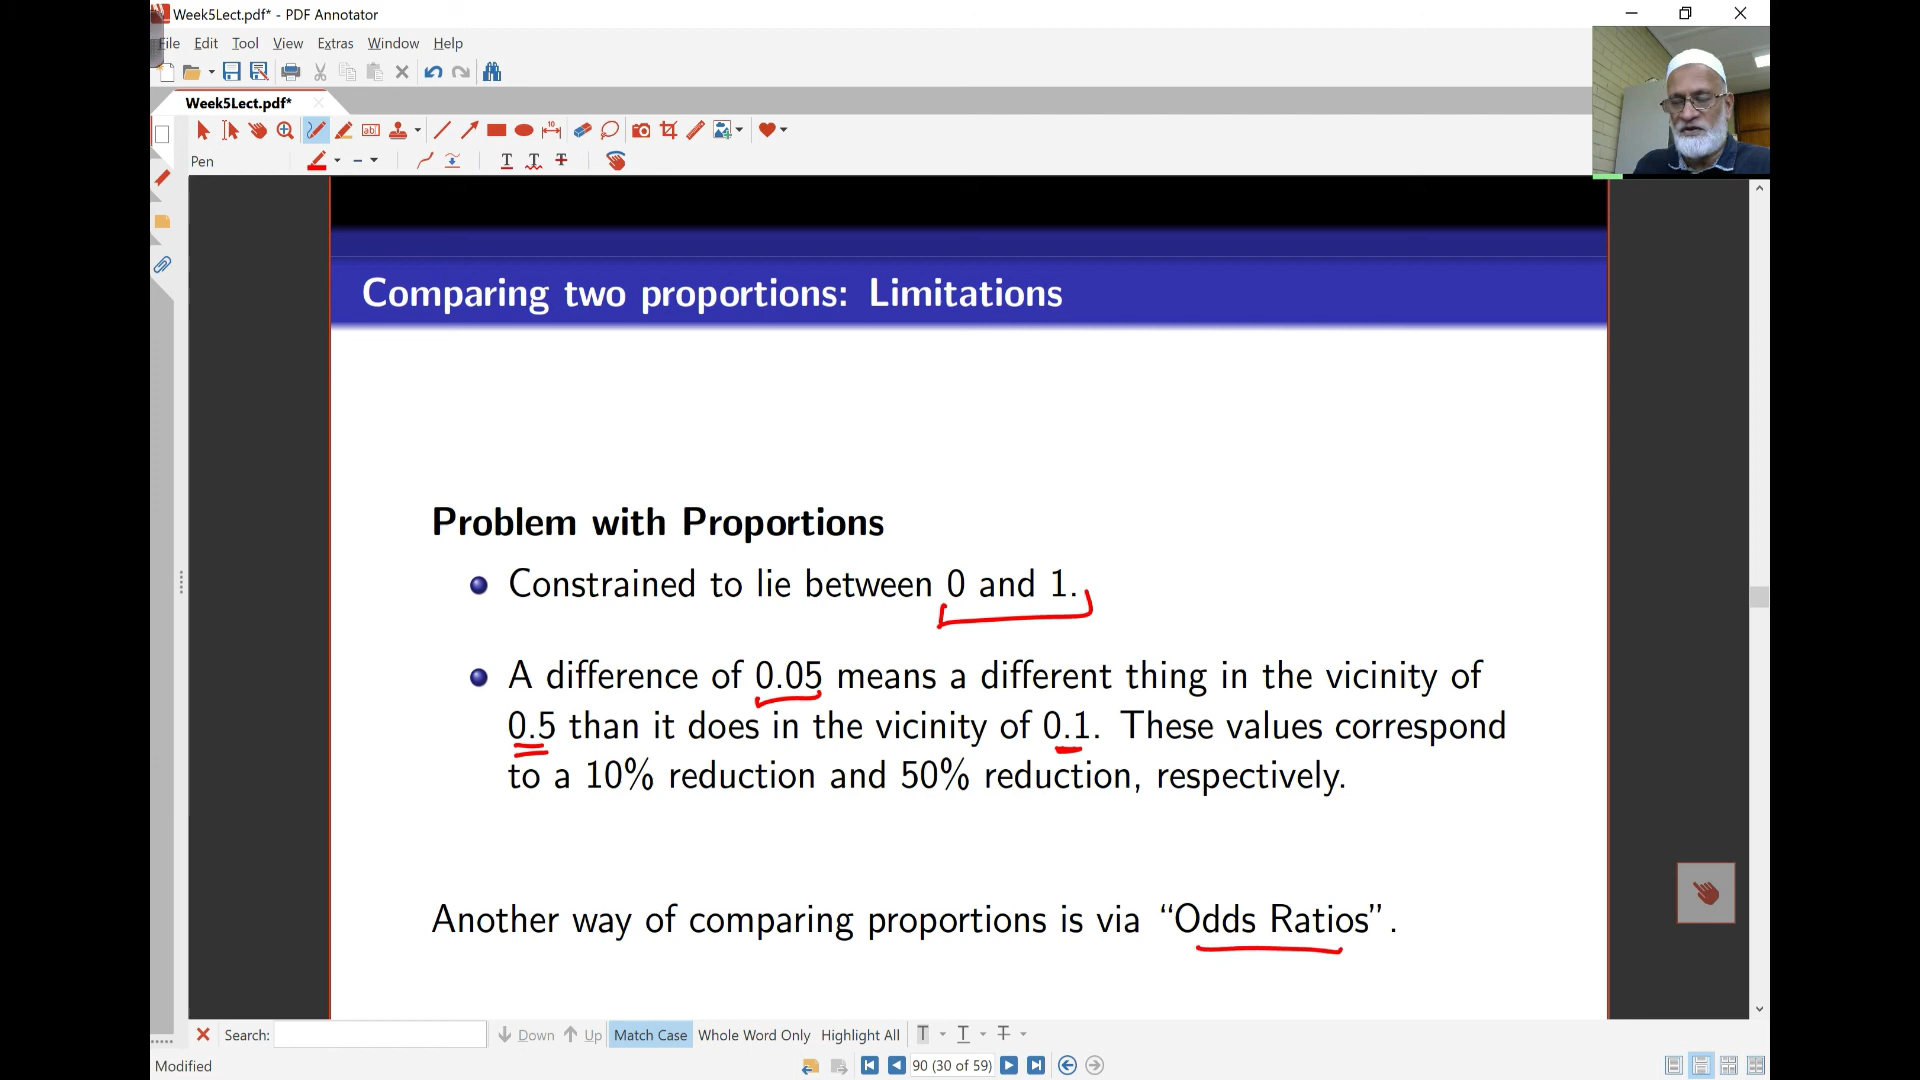 Week5Lect.pdf* - PDF Annotator
File Edit Tool View Extras Window Help
Week5Lect.pdf*
Pen
Comparing two proportions: Limitations
Problem with Proportions
Constrained to lie between 0 and 1.
A difference of 0.05 means a different thing in the vicinity of
0.5 than it does in the vicinity of 0.1. These values correspond
to a 10% reduction and 50% reduction, respectively.
Another way of comparing proportions is via “Odds Ratios”.
Search: Down Up Match Case Whole Word Only Highlight All
Modified
90 (30 of 59)